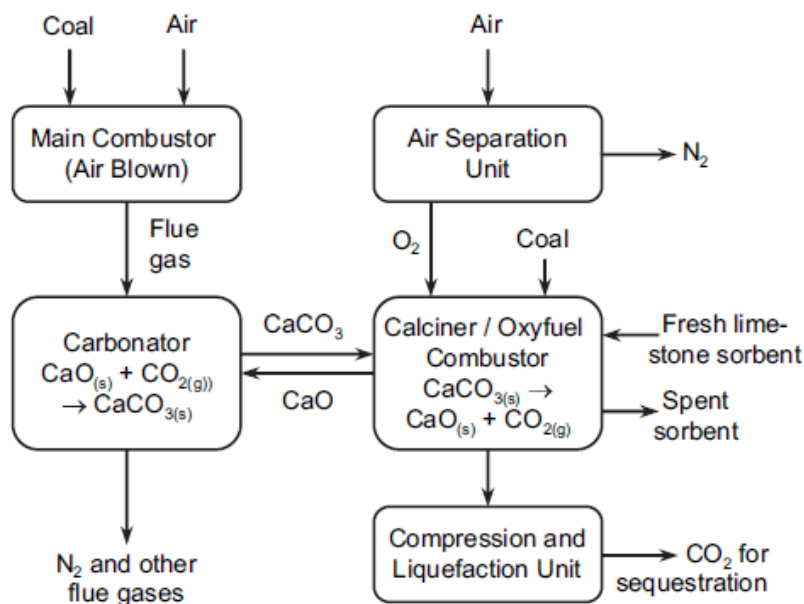 Coal
Air
Air
Main Combustor
(Air Blown)
Air Separation
Unit
N₂
Flue
gas
O₂
Coal
Carbonator
CaO₍s₎ + CO₂₍g₎₎
→ CaCO₃₍s₎
CaCO₃
CaO
Calciner / Oxyfuel
Combustor
CaCO₃₍s₎ →
CaO₍s₎ + CO₂₍g₎
Fresh lime-
stone sorbent
Spent
sorbent
N₂ and other
flue gases
Compression and
Liquefaction Unit
CO₂ for
sequestration